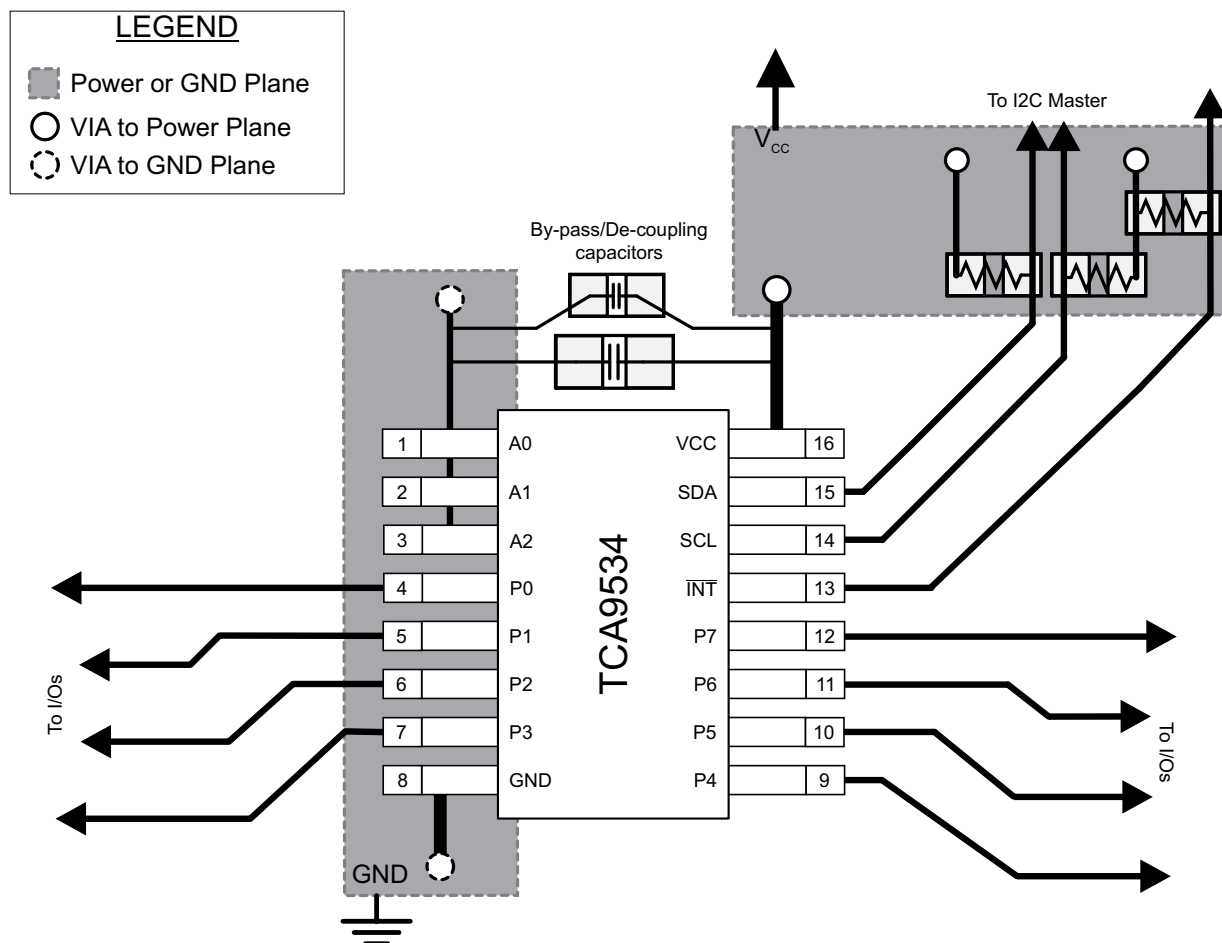 LEGEND
Power or GND Plane
VIA to Power Plane
VIA to GND Plane
To I2C Master
VCC
By-pass/De-coupling
capacitors
1 A0 VCC 16
2 A1 SDA 15
3 A2 SCL 14
4 P0 INT 13
5 P1 P7 12
6 P2 P6 11
7 P3 P5 10
8 GND P4 9
TCA9534
To I/Os
To I/Os
GND